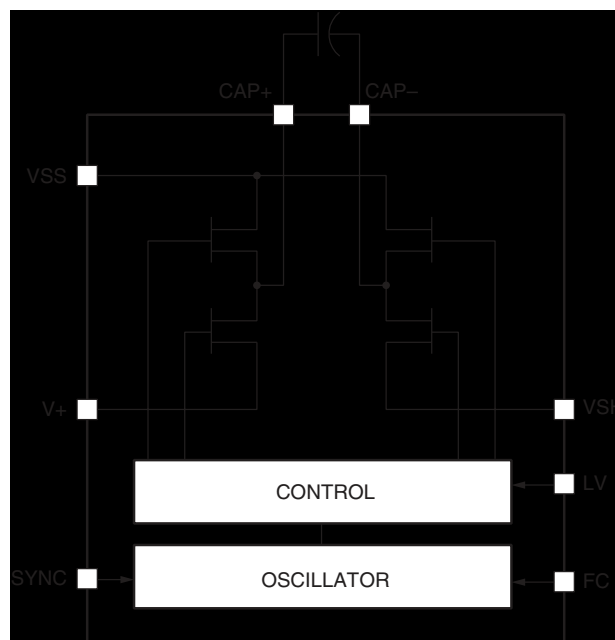 CAP+ CAP–
VSS
V+
CONTROL
LV
SYNC
OSCILLATOR
FC